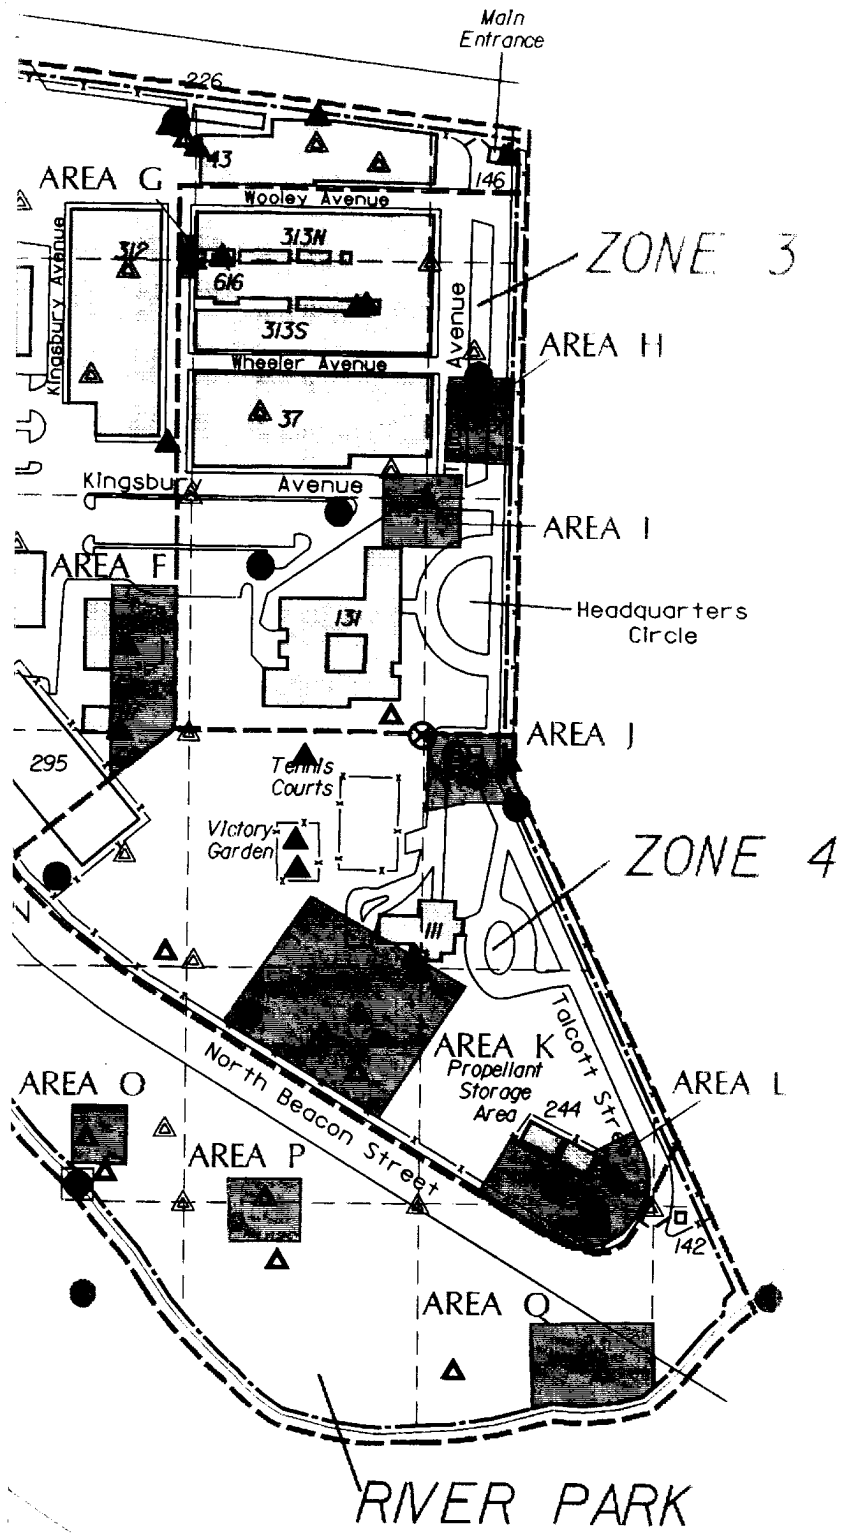 Main
Entrance
226
43
146
AREA G
Wooley Avenue
312
313N
616
313S
Kingsbury Avenue
Avenue
ZONE 3
AREA H
Wheeler Avenue
37
Kingsbury Avenue
AREA I
AREA F
131
Headquarters
Circle
AREA J
295
Tennis
Courts
Victory
Garden
ZONE 4
111
AREA K
Talcott
Propellant
Storage
Area
North Beacon Street
AREA L
244
AREA O
AREA P
142
AREA Q
RIVER PARK